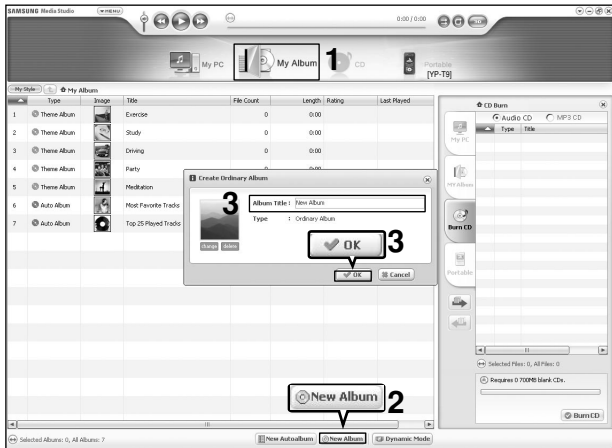 SAMSUNG Media Studio MENU
0:00 / 0:00
My PC My Album 1 CD Portable
[YP-T9]
My Style My Album
Type Image Title File Count Length Rating Last Played
1 Theme Album Exercise 0 0:00
2 Theme Album Study 0 0:00
3 Theme Album Driving 0 0:00
4 Theme Album Party 0 0:00
5 Theme Album Meditation
6 Auto Album Most Favorite Tracks
7 Auto Album Top 25 Played Tracks
Create Ordinary Album
3 Album Title : New Album
Type : Ordinary Album
change delete
OK 3
OK Cancel
New Album 2
Selected Albums: 0, All Albums: 7
New Autoalbum New Album Dynamic Mode
CD Burn
Audio CD MP3 CD
Type Title
My PC
MY Album
Burn CD
Portable
Selected Files: 0, All Files: 0
Requires 0 700MB blank CDs.
Burn CD